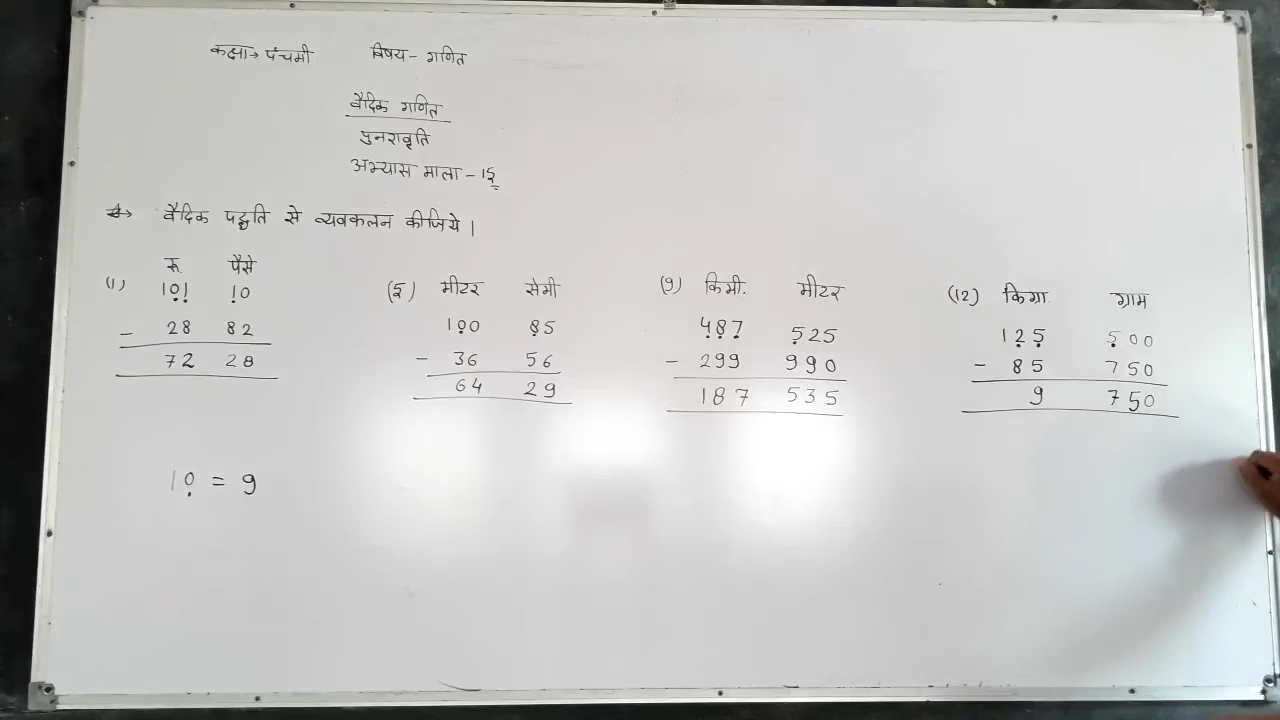 कक्षा→ पंचमी विषय - गणित
वैदिक गणित
पुनरावृति
अभ्यास माला - 15
→ वैदिक पद्धति से व्यवकलन कीजिये।
(1) रू. पैसे
101 10
- 28 82
72 28
(5) मीटर सेमी
100 85
- 36 56
64 29
(9) किमी. मीटर
487 525
- 299 990
187 535
(12) किग्रा. ग्राम
125 500
- 85 750
9 750
10 = 9